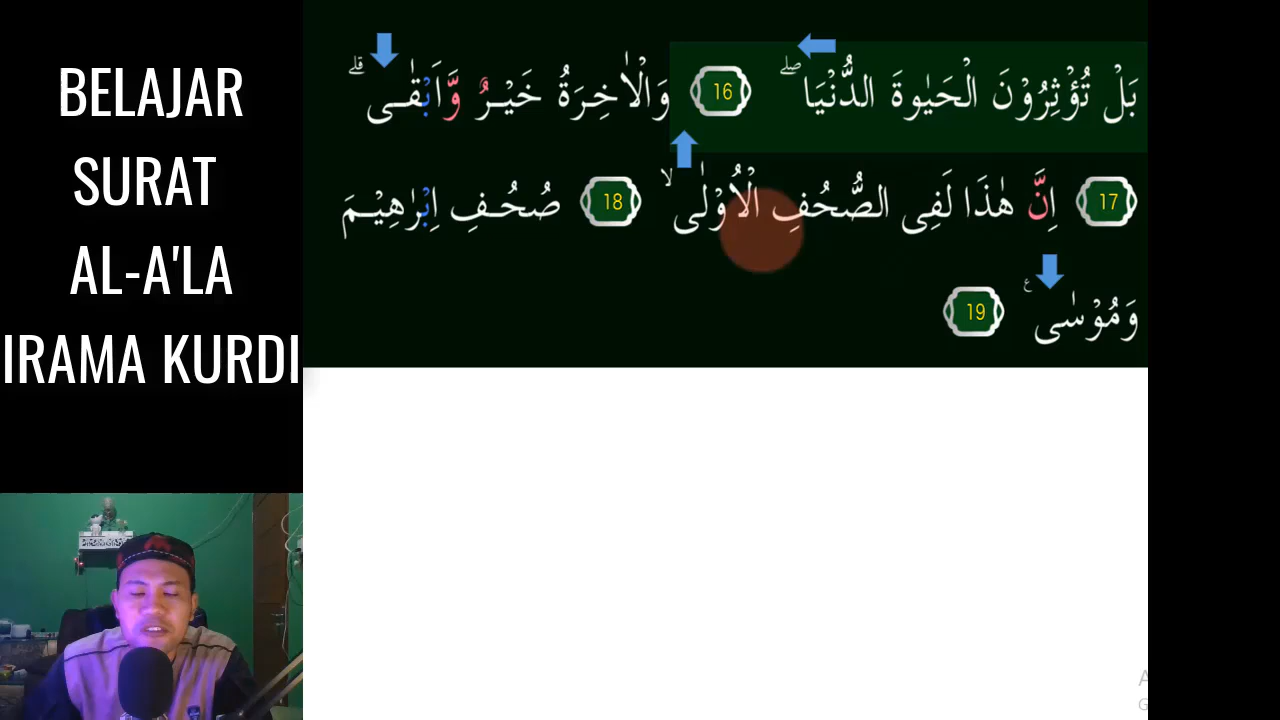 BELAJAR
SURAT
AL-A'LA
IRAMA KURDI
بَلْ تُؤْثِرُوْنَ الْحَيٰوةَ الدُّنْيَا ۖ 16 وَالْاٰخِرَةُ خَيْرٌ وَّاَبْقٰى ۗ
17 اِنَّ هٰذَا لَفِى الصُّحُفِ الْاُوْلٰى ۙ 18 صُحُفِ اِبْرٰهِيْمَ
وَمُوْسٰى ࣖ 19